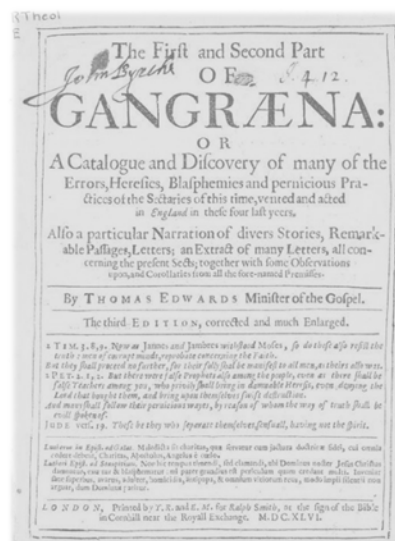 Theol
E
John Byrche
J. 4 12.
The First and Second Part
OF
GANGRÆNA:
OR
A Catalogue and Discovery of many of the
Errors, Heresies, Blasphemies and pernicious Pra-
ctices of the Sectaries of this time, vented and acted
in England in these four last yeers.
Also a particular Narration of divers Stories, Remark-
able Passages, Letters; an Extract of many Letters, all con-
cerning the present Sects; together with some Observations
upon, and Corollaries from all the fore-named Premisses.
By THOMAS EDWARDS Minister of the Gospel.
The third EDITION, corrected and much Enlarged.
2 TIM. 3. 8, 9. Now as Jannes and Jambres withstood Moses, so do these also resist the
truth: men of corrupt minds, reprobate concerning the Faith.
But they shall proceed no further, for their folly shall be manifest to all men, as theirs also was.
2 PET. 2. 1, 2. But there were false Prophets also among the people, even as there shall be
false Teachers among you, who privily shall bring in damnable Heresies, even denying the
Lord that bought them, and bring upon themselves swift destruction.
And many shall follow their pernicious wayes, by reason of whom the way of truth shall be
evill spoken of.
JUDE vers. 19. These be they who separate themselves, sensuall, having not the Spirit.
LONDON, Printed by T. R. and E. M. for Ralph Smith, at the sign of the Bible
in Cornhill near the Royall Exchange. M. DC. XLVI.